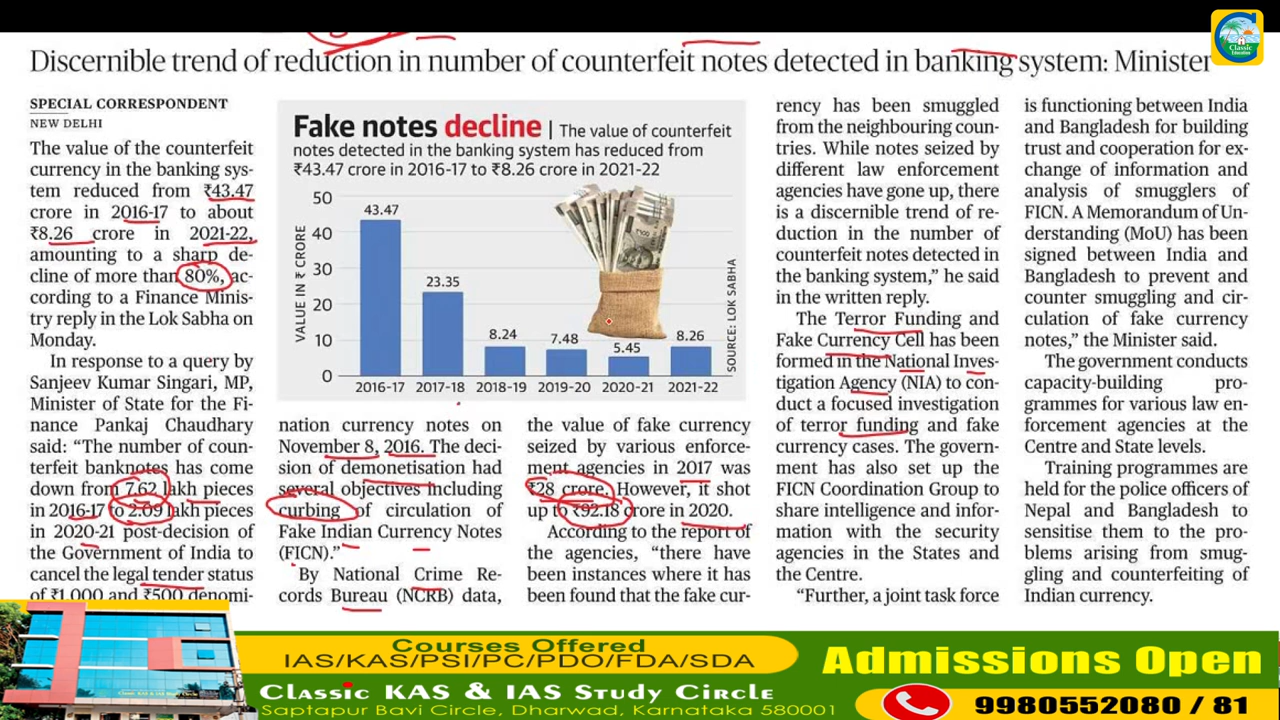 Classic
Education
Discernible trend of reduction in number of counterfeit notes detected in banking system: Minister
SPECIAL CORRESPONDENT
NEW DELHI
The value of the counterfeit
currency in the banking sys-
tem reduced from ₹43.47
crore in 2016-17 to about
₹8.26 crore in 2021-22,
amounting to a sharp de-
cline of more than 80%, ac-
cording to a Finance Minis-
try reply in the Lok Sabha on
Monday.
In response to a query by
Sanjeev Kumar Singari, MP,
Minister of State for the Fi-
nance Pankaj Chaudhary
said: “The number of coun-
terfeit banknotes has come
down from 7.62 lakh pieces
in 2016-17 to 2.09 lakh pieces
in 2020-21 post-decision of
the Government of India to
cancel the legal tender status
of ₹1,000 and ₹500 denomi-
Fake notes decline | The value of counterfeit
notes detected in the banking system has reduced from
₹43.47 crore in 2016-17 to ₹8.26 crore in 2021-22
VALUE IN ₹ CRORE
50
40
30
20
10
0
43.47
23.35
8.24
7.48
5.45
8.26
2016-17 2017-18 2018-19 2019-20 2020-21 2021-22
SOURCE: LOK SABHA
nation currency notes on
November 8, 2016. The deci-
sion of demonetisation had
several objectives including
curbing of circulation of
Fake Indian Currency Notes
(FICN).”
By National Crime Re-
cords Bureau (NCRB) data,
the value of fake currency
seized by various enforce-
ment agencies in 2017 was
₹28 crore. However, it shot
up to ₹92.18 crore in 2020.
According to the report of
the agencies, “there have
been instances where it has
been found that the fake cur-
rency has been smuggled
from the neighbouring coun-
tries. While notes seized by
different law enforcement
agencies have gone up, there
is a discernible trend of re-
duction in the number of
counterfeit notes detected in
the banking system,” he said
in the written reply.
The Terror Funding and
Fake Currency Cell has been
formed in the National Inves-
tigation Agency (NIA) to con-
duct a focused investigation
of terror funding and fake
currency cases. The govern-
ment has also set up the
FICN Coordination Group to
share intelligence and infor-
mation with the security
agencies in the States and
the Centre.
“Further, a joint task force
is functioning between India
and Bangladesh for building
trust and cooperation for ex-
change of information and
analysis of smugglers of
FICN. A Memorandum of Un-
derstanding (MoU) has been
signed between India and
Bangladesh to prevent and
counter smuggling and cir-
culation of fake currency
notes,” the Minister said.
The government conducts
capacity-building pro-
grammes for various law en-
forcement agencies at the
Centre and State levels.
Training programmes are
held for the police officers of
Nepal and Bangladesh to
sensitise them to the pro-
blems arising from smug-
gling and counterfeiting of
Indian currency.
Courses Offered
IAS/KAS/PSI/PC/PDO/FDA/SDA
Classic KAS & IAS Study Circle
Saptapur Bavi Circle, Dharwad, Karnataka 580001
Admissions Open
9980552080 / 81